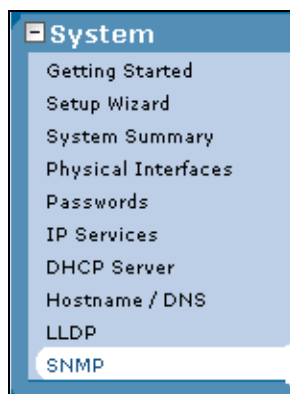 System
Getting Started
Setup Wizard
System Summary
Physical Interfaces
Passwords
IP Services
DHCP Server
Hostname / DNS
LLDP
SNMP